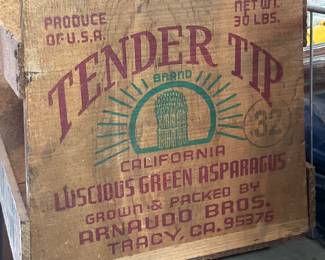 PRODUCE
OF U.S.A.
NET WT.
30 LBS.
TENDER TIP
BRAND
32
CALIFORNIA
LUSCIOUS GREEN ASPARAGUS
GROWN & PACKED BY
ARNAUDO BROS.
TRACY, CA. 95376